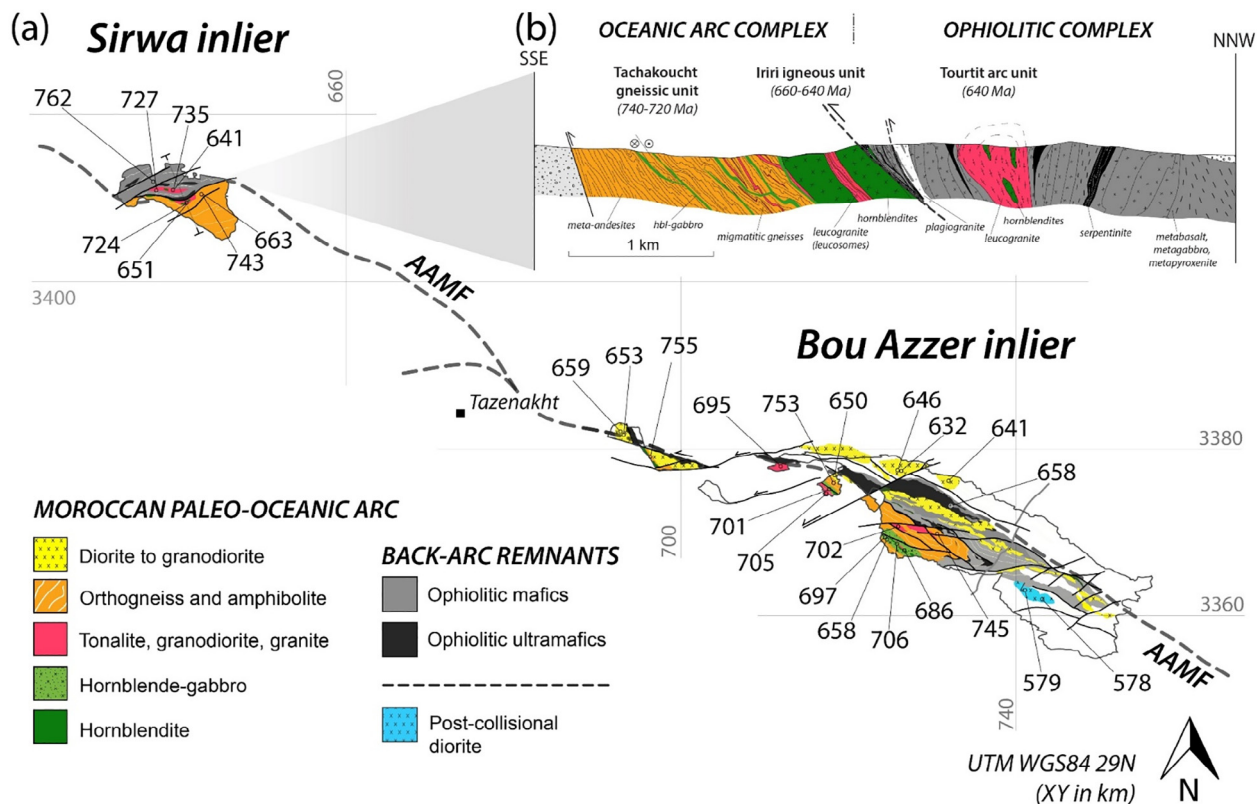 (a)
Sirwa inlier
762
727
735
641
724
651
743
663
660
3400
AAMF
(b)
OCEANIC ARC COMPLEX
OPHIOLITIC COMPLEX
SSE
NNW
Tachakoucht
gneissic unit
(740-720 Ma)
Iriri igneous unit
(660-640 Ma)
Tourtit arc unit
(640 Ma)
meta-andesites
hbl-gabbro
migmatitic gneisses
leucogranite
(leucosomes)
hornblendites
plagiogranite
leucogranite
hornblendites
serpentinite
metabasalt,
metagabbro,
metapyroxenite
1 km
Tazenakht
Bou Azzer inlier
659
653
755
695
753
650
646
632
641
658
3380
700
701
705
702
697
658
706
686
745
579
578
3360
740
AAMF
MOROCCAN PALEO-OCEANIC ARC
Diorite to granodiorite
Orthogneiss and amphibolite
Tonalite, granodiorite, granite
Hornblende-gabbro
Hornblendite
BACK-ARC REMNANTS
Ophiolitic mafics
Ophiolitic ultramafics
Post-collisional
diorite
UTM WGS84 29N
(XY in km)
N